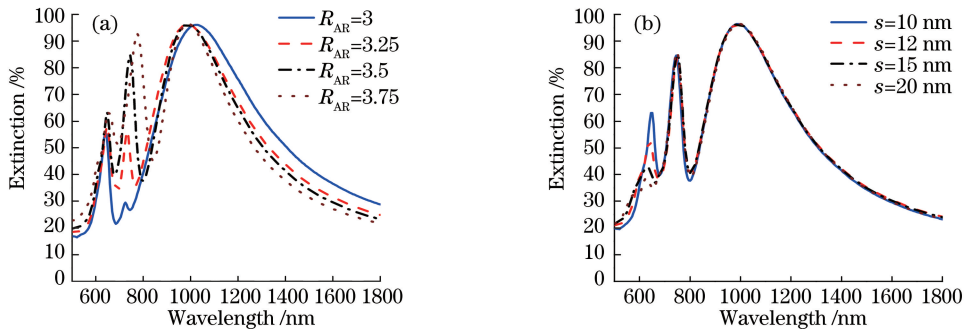 (a)
R_AR=3
R_AR=3.25
R_AR=3.5
R_AR=3.75
Extinction /%
100
90
80
70
60
50
40
30
20
10
0
600 800 1000 1200 1400 1600 1800
Wavelength /nm
(b)
s=10 nm
s=12 nm
s=15 nm
s=20 nm
Extinction /%
100
90
80
70
60
50
40
30
20
10
0
600 800 1000 1200 1400 1600 1800
Wavelength /nm